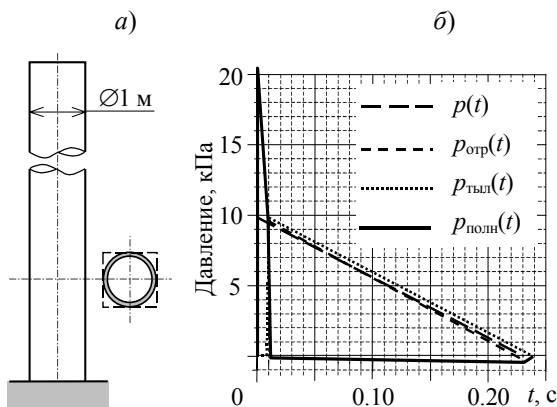 а)
б)
∅1 м
Давление, кПа
20
15
10
5
0
0.10
0.20
t, с
p(t)
pотр(t)
pтыл(t)
pполн(t)